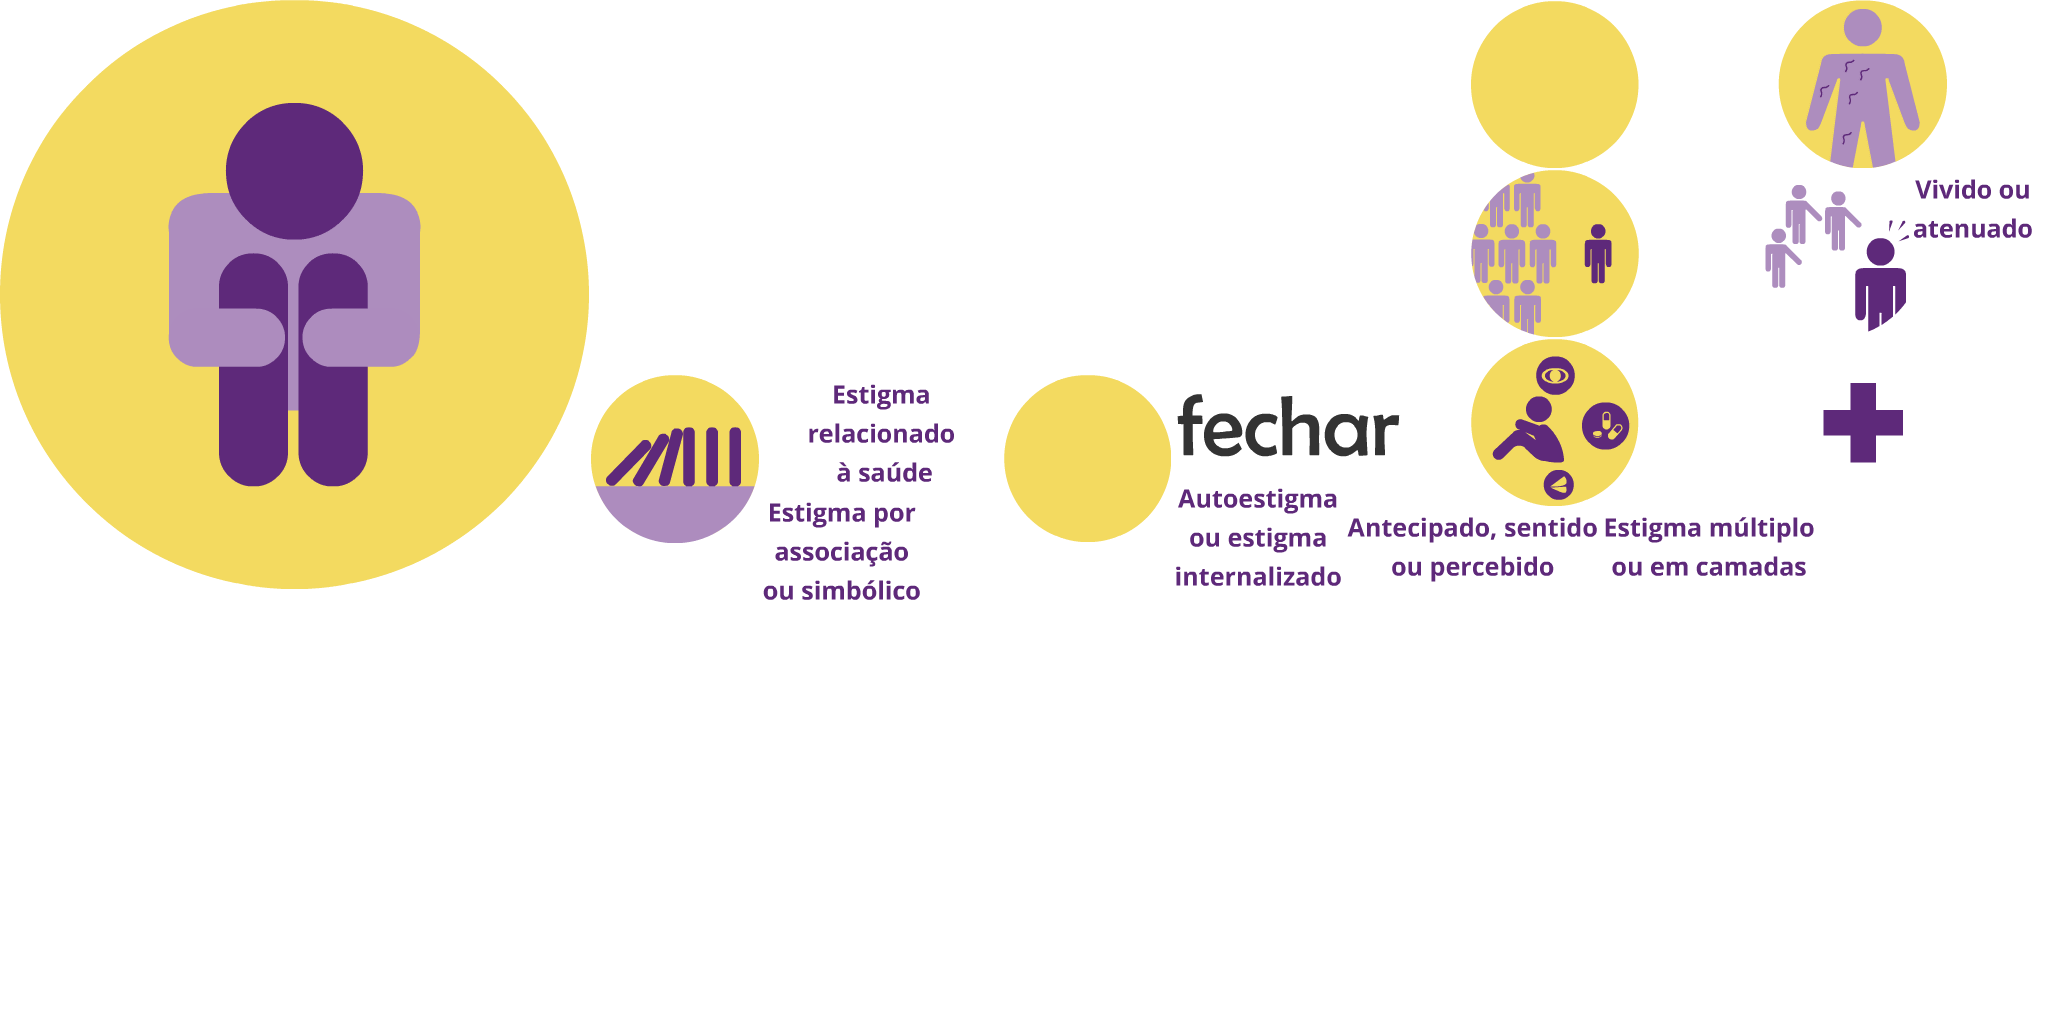 Vivido ou
atenuado
Estigma
relacionado
à saúde
Estigma por
associação
ou simbólico
fechar
Autoestigma
ou estigma
internalizado
Antecipado, sentido
ou percebido
Estigma múltiplo
ou em camadas